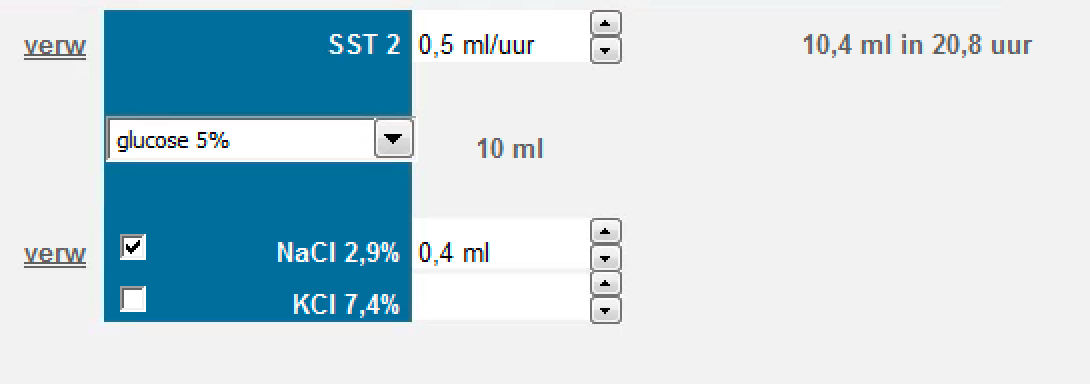 verw SST 2 0,5 ml/uur 10,4 ml in 20,8 uur
glucose 5% 10 ml
verw NaCl 2,9% 0,4 ml
KCl 7,4%